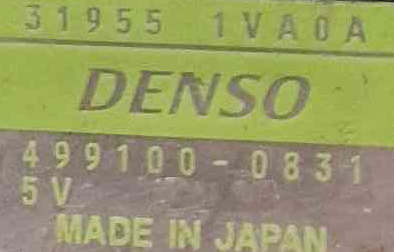 31955 1VA0A
DENSO
499100-0831
5V
MADE IN JAPAN